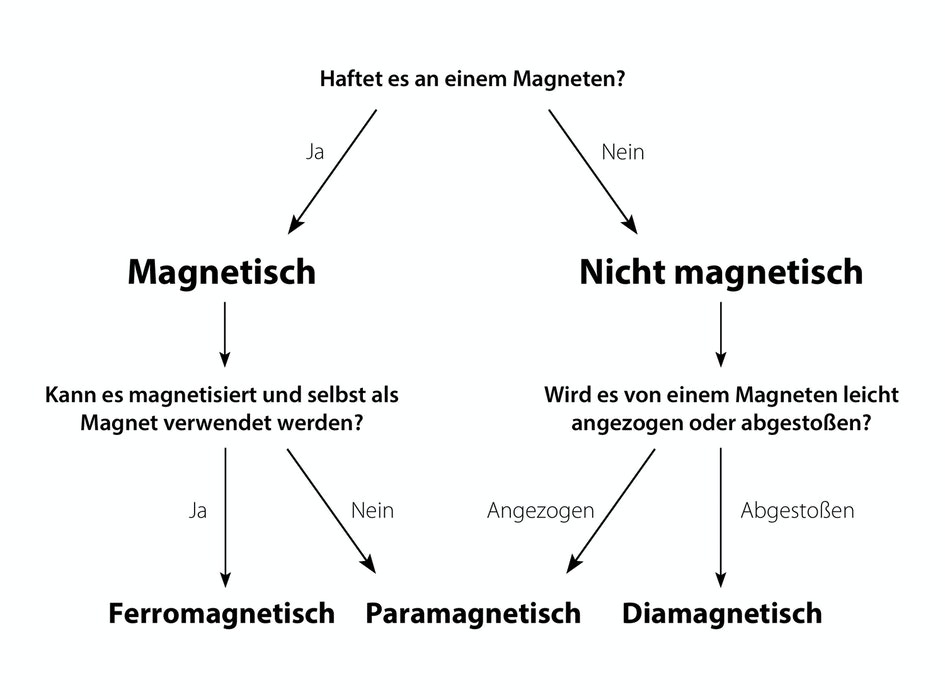 Haftet es an einem Magneten?
Ja
Nein
Magnetisch
Nicht magnetisch
Kann es magnetisiert und selbst als
Magnet verwendet werden?
Wird es von einem Magneten leicht
angezogen oder abgestoßen?
Ja
Nein
Angezogen
Abgestoßen
Ferromagnetisch
Paramagnetisch
Diamagnetisch